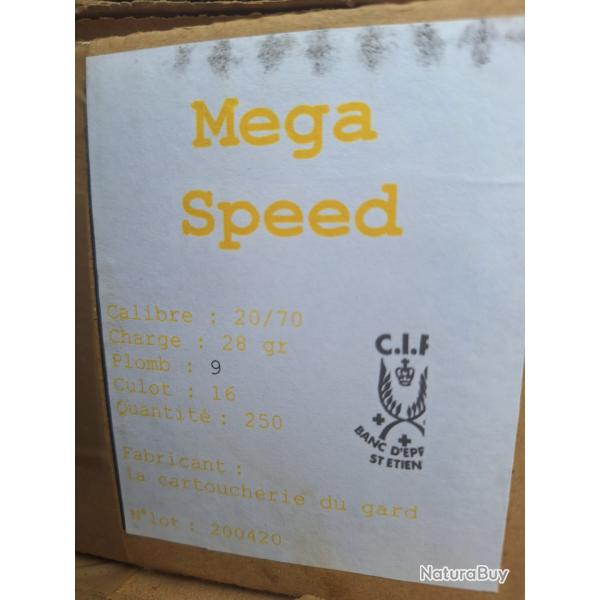 Mega
Speed
Calibre : 20/70
Charge : 28 gr
Plomb : 9
Culot : 16
Quantité : 250
C.I.P
BANC D'EP
ST ETIEN
Fabricant :
la cartoucherie du gard
N°lot : 200420
NaturaBuy